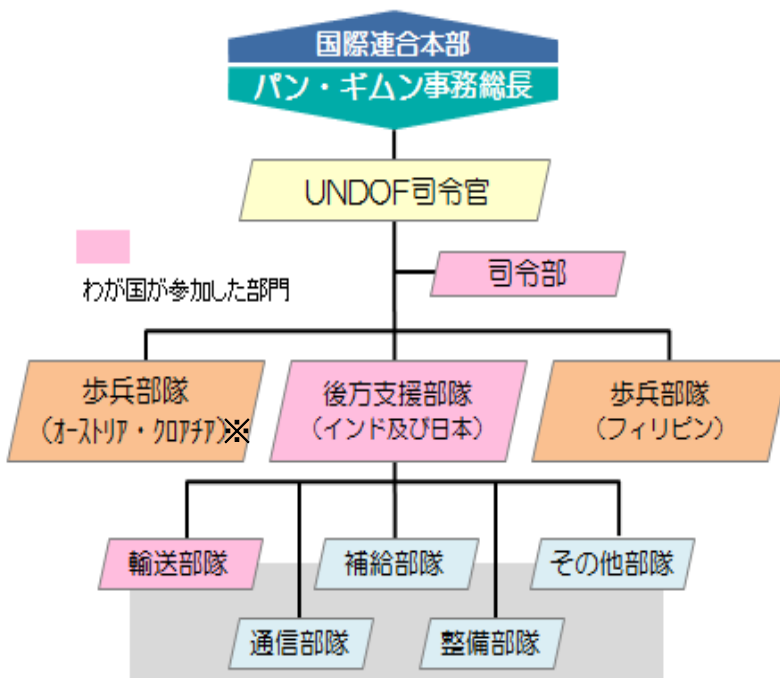 国際連合本部
パン・ギムン事務総長
UNDOF司令官
司令部
わが国が参加した部門
歩兵部隊
(ｵｰｽﾄﾘｱ・ｸﾛｱﾁｱ)※
後方支援部隊
(インド及び日本)
歩兵部隊
(フィリピン)
輸送部隊
補給部隊
その他部隊
通信部隊
整備部隊